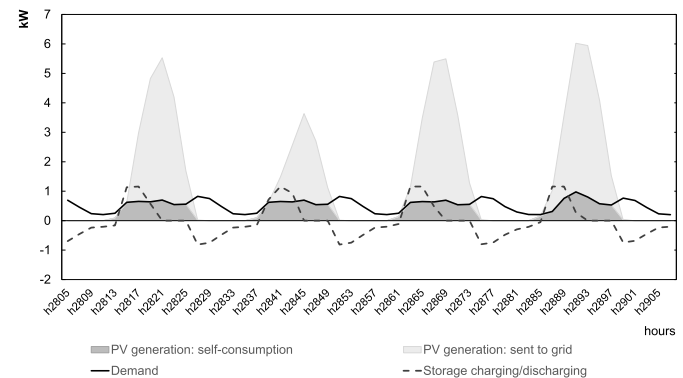 kW
7
6
5
4
3
2
1
0
-1
-2
h2805 h2809 h2813 h2817 h2821 h2825 h2829 h2833 h2837 h2841 h2845 h2849 h2853 h2857 h2861 h2865 h2869 h2873 h2877 h2881 h2885 h2889 h2893 h2897 h2901 h2905
hours
PV generation: self-consumption PV generation: sent to grid
Demand Storage charging/discharging